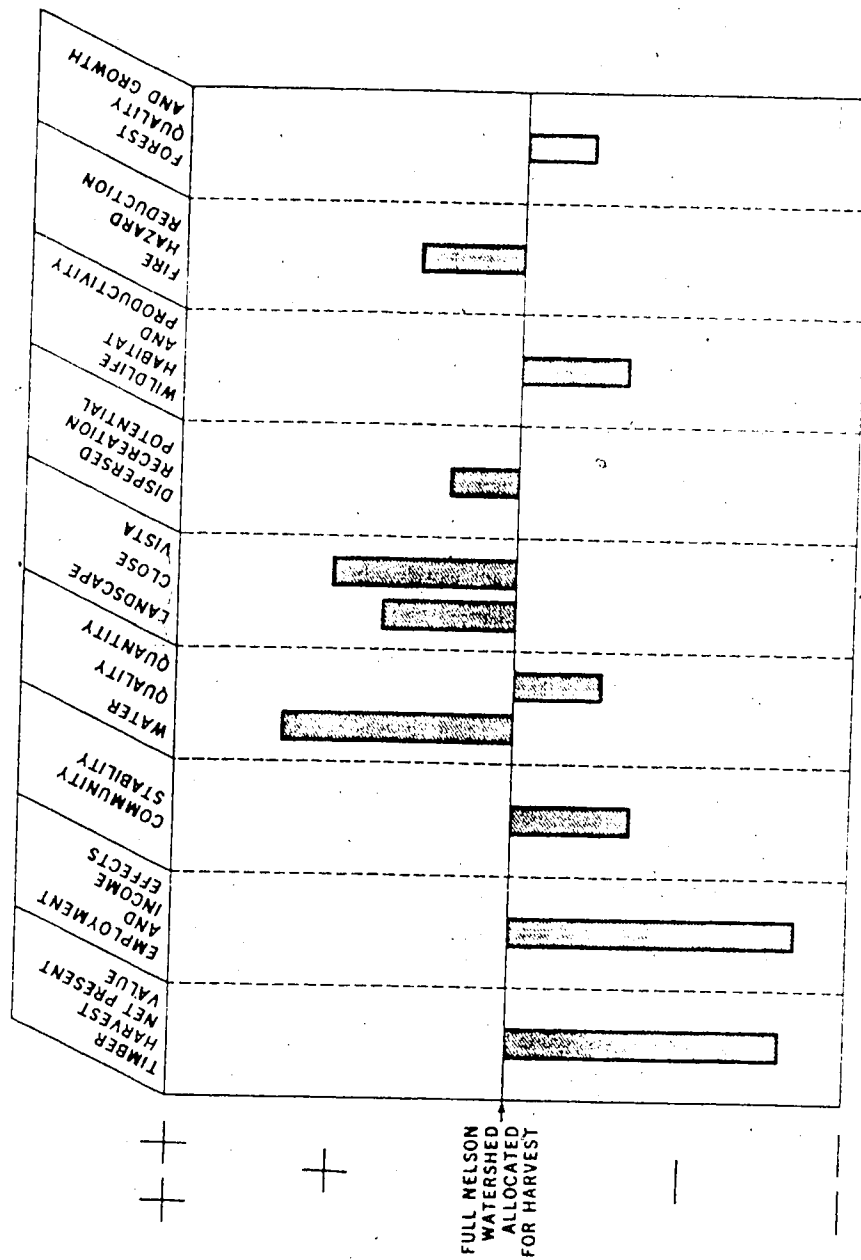 TIMBER
HARVEST
NET PRESENT
VALUE
EMPLOYMENT
AND
INCOME
EFFECTS
COMMUNITY
STABILITY
WATER
QUALITY
QUANTITY
LANDSCAPE
CLOSE
VISTA
DISPERSED
RECREATION
POTENTIAL
WILDLIFE
HABITAT
AND
PRODUCTIVITY
FIRE
HAZARD
REDUCTION
FOREST
QUALITY
AND GROWTH
++
+
FULL NELSON
WATERSHED
ALLOCATED
FOR HARVEST
—
— —